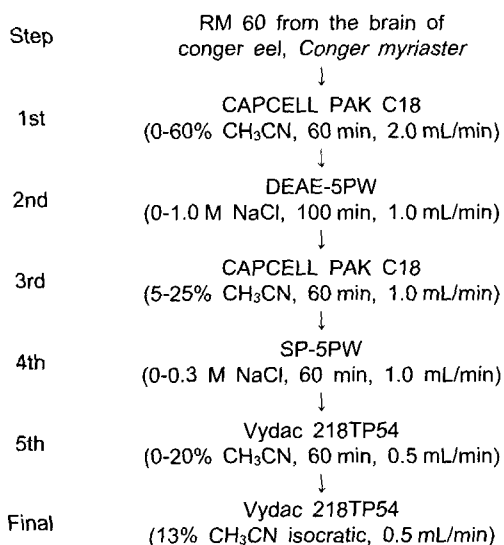 Step
RM 60 from the brain of
conger eel, Conger myriaster
↓
1st
CAPCELL PAK C18
(0-60% CH₃CN, 60 min, 2.0 mL/min)
↓
2nd
DEAE-5PW
(0-1.0 M NaCl, 100 min, 1.0 mL/min)
↓
3rd
CAPCELL PAK C18
(5-25% CH₃CN, 60 min, 1.0 mL/min)
↓
4th
SP-5PW
(0-0.3 M NaCl, 60 min, 1.0 mL/min)
↓
5th
Vydac 218TP54
(0-20% CH₃CN, 60 min, 0.5 mL/min)
↓
Final
Vydac 218TP54
(13% CH₃CN isocratic, 0.5 mL/min)